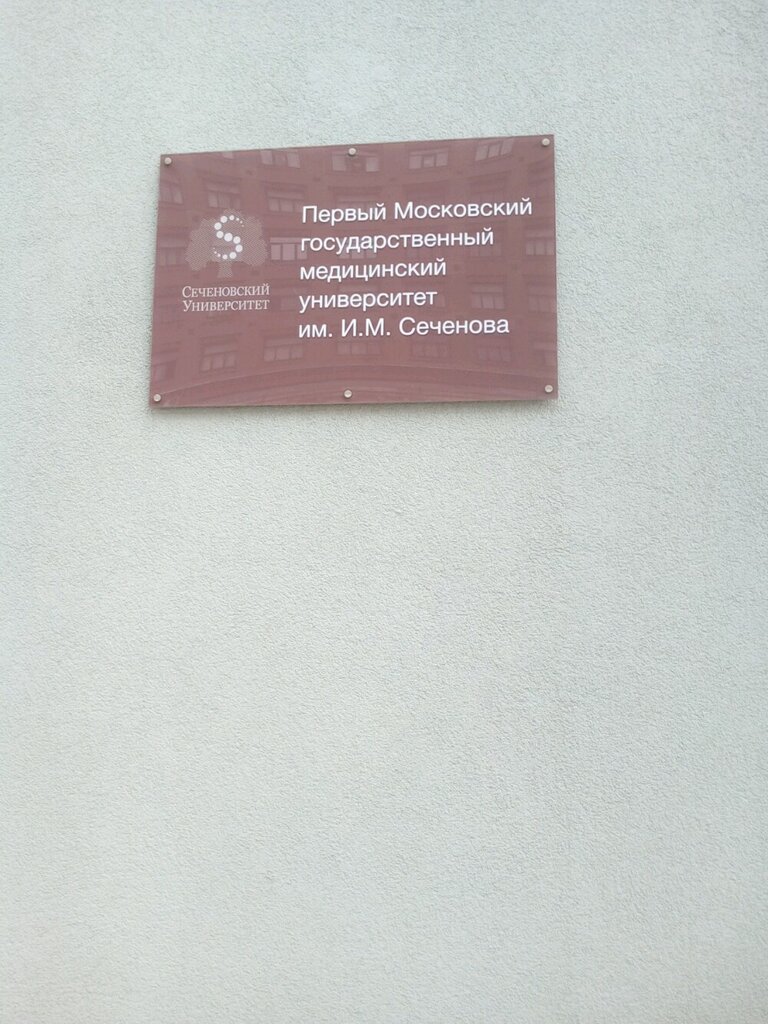 Сеченовский
Университет
Первый Московский
государственный
медицинский
университет
им. И.М. Сеченова